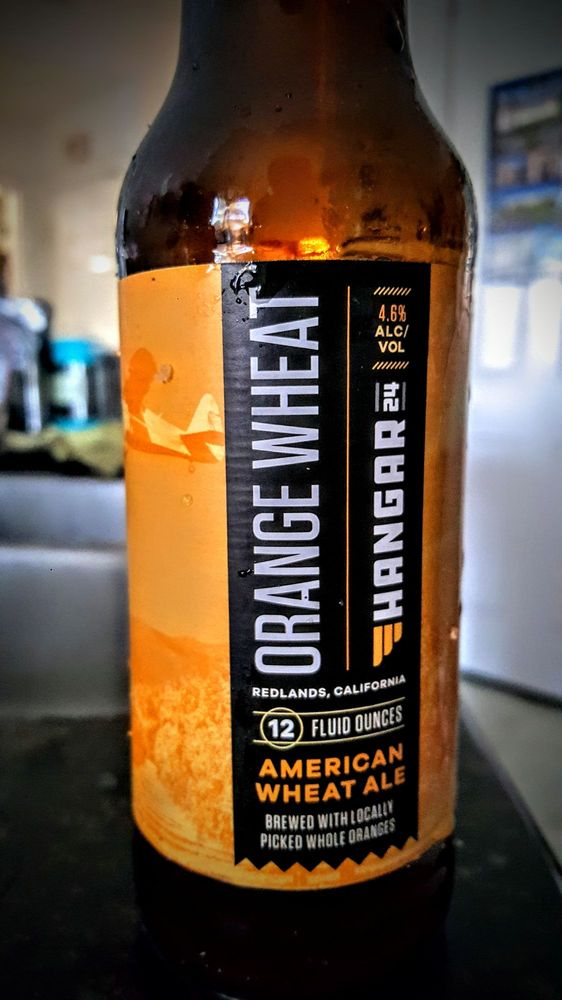 ORANGE WHEAT
4.6%
ALC/
VOL
HANGAR 24
REDLANDS, CALIFORNIA
12 FLUID OUNCES
AMERICAN
WHEAT ALE
BREWED WITH LOCALLY
PICKED WHOLE ORANGES